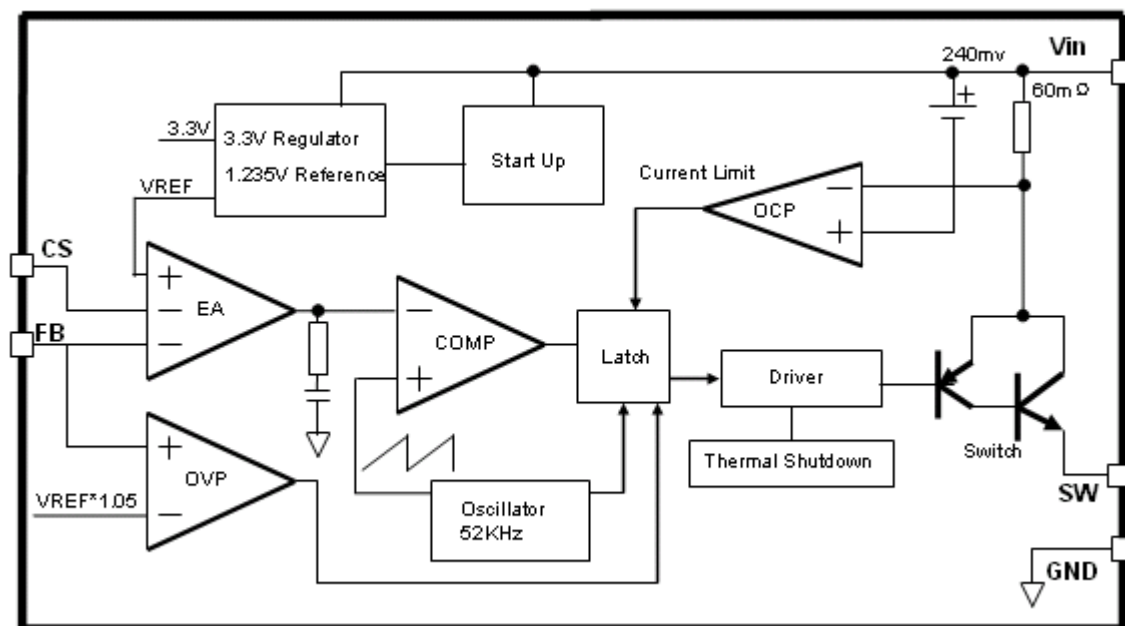 240mv
Vin
60mΩ
3.3V
3.3V Regulator
1.235V Reference
Start Up
VREF
Current Limit
−
OCP
+
CS
+
−
EA
−
FB
−
COMP
+
Latch
Driver
Switch
Thermal Shutdown
+
OVP
−
VREF*1.05
Oscillator
52KHz
SW
GND
+